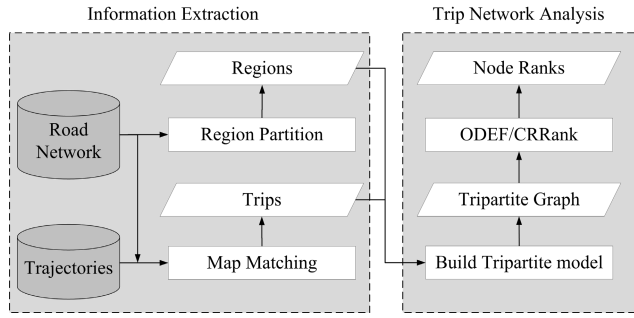 Information Extraction
Trip Network Analysis
Regions
Node Ranks
Road
Network
Region Partition
ODEF/CRRank
Trips
Tripartite Graph
Trajectories
Map Matching
Build Tripartite model